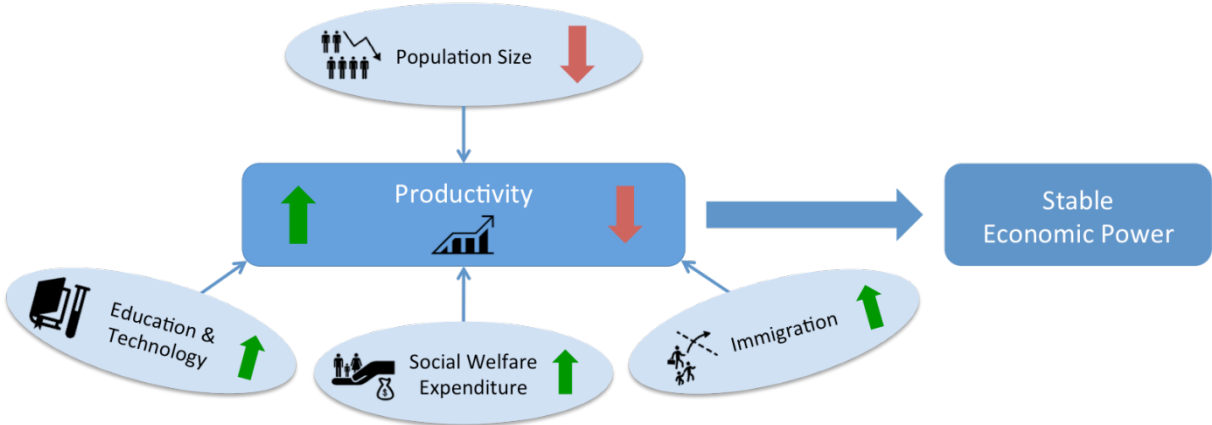 Population Size
Productivity
Stable
Economic Power
Education &
Technology
Social Welfare
Expenditure
$
Immigration